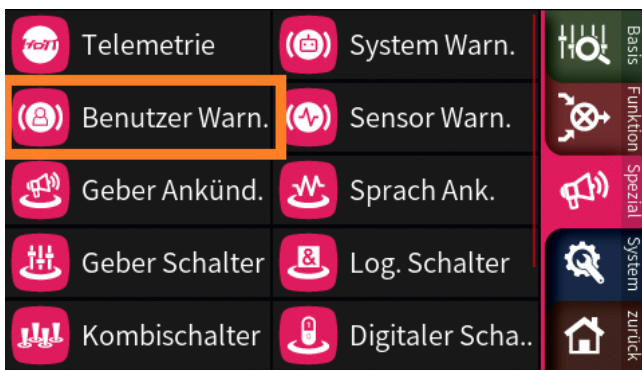 HoTT
Telemetrie
System Warn.
Benutzer Warn.
Sensor Warn.
Geber Ankünd.
Sprach Ank.
Geber Schalter
&
Log. Schalter
Kombischalter
Digitaler Scha..
Basis
Funktion
Spezial
System
zurück